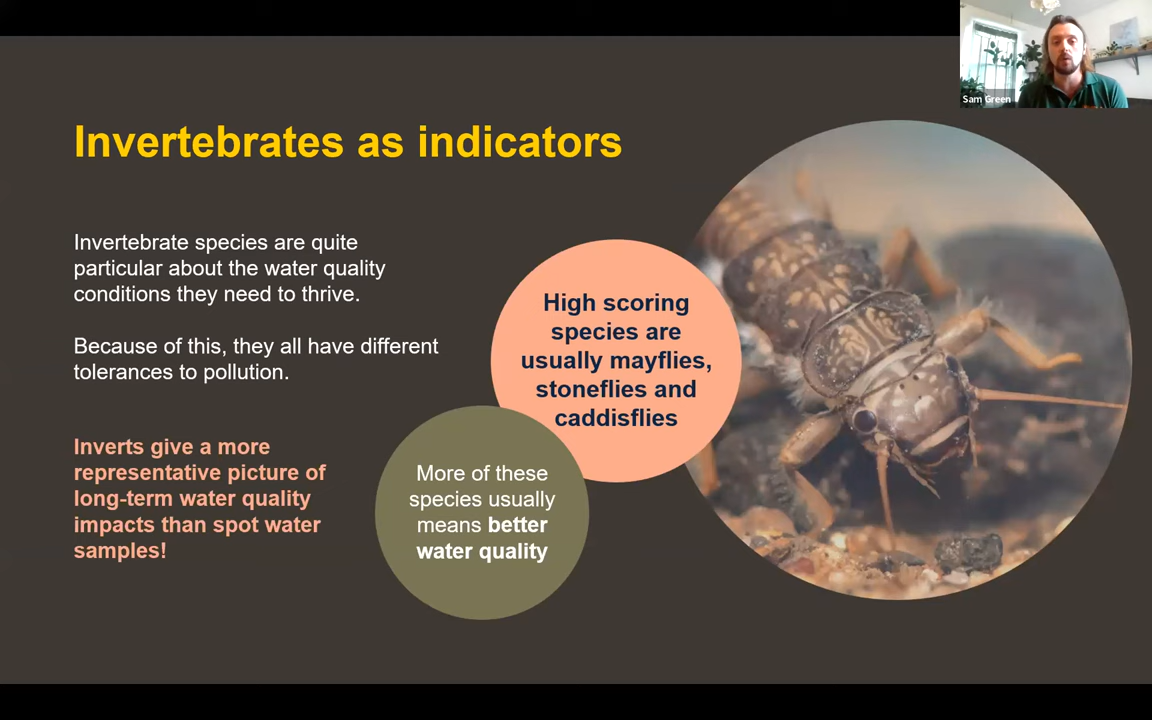 Sam Green
Invertebrates as indicators
Invertebrate species are quite
particular about the water quality
conditions they need to thrive.
Because of this, they all have different
tolerances to pollution.
Inverts give a more
representative picture of
long-term water quality
impacts than spot water
samples!
High scoring
species are
usually mayflies,
stoneflies and
caddisflies
More of these
species usually
means better
water quality